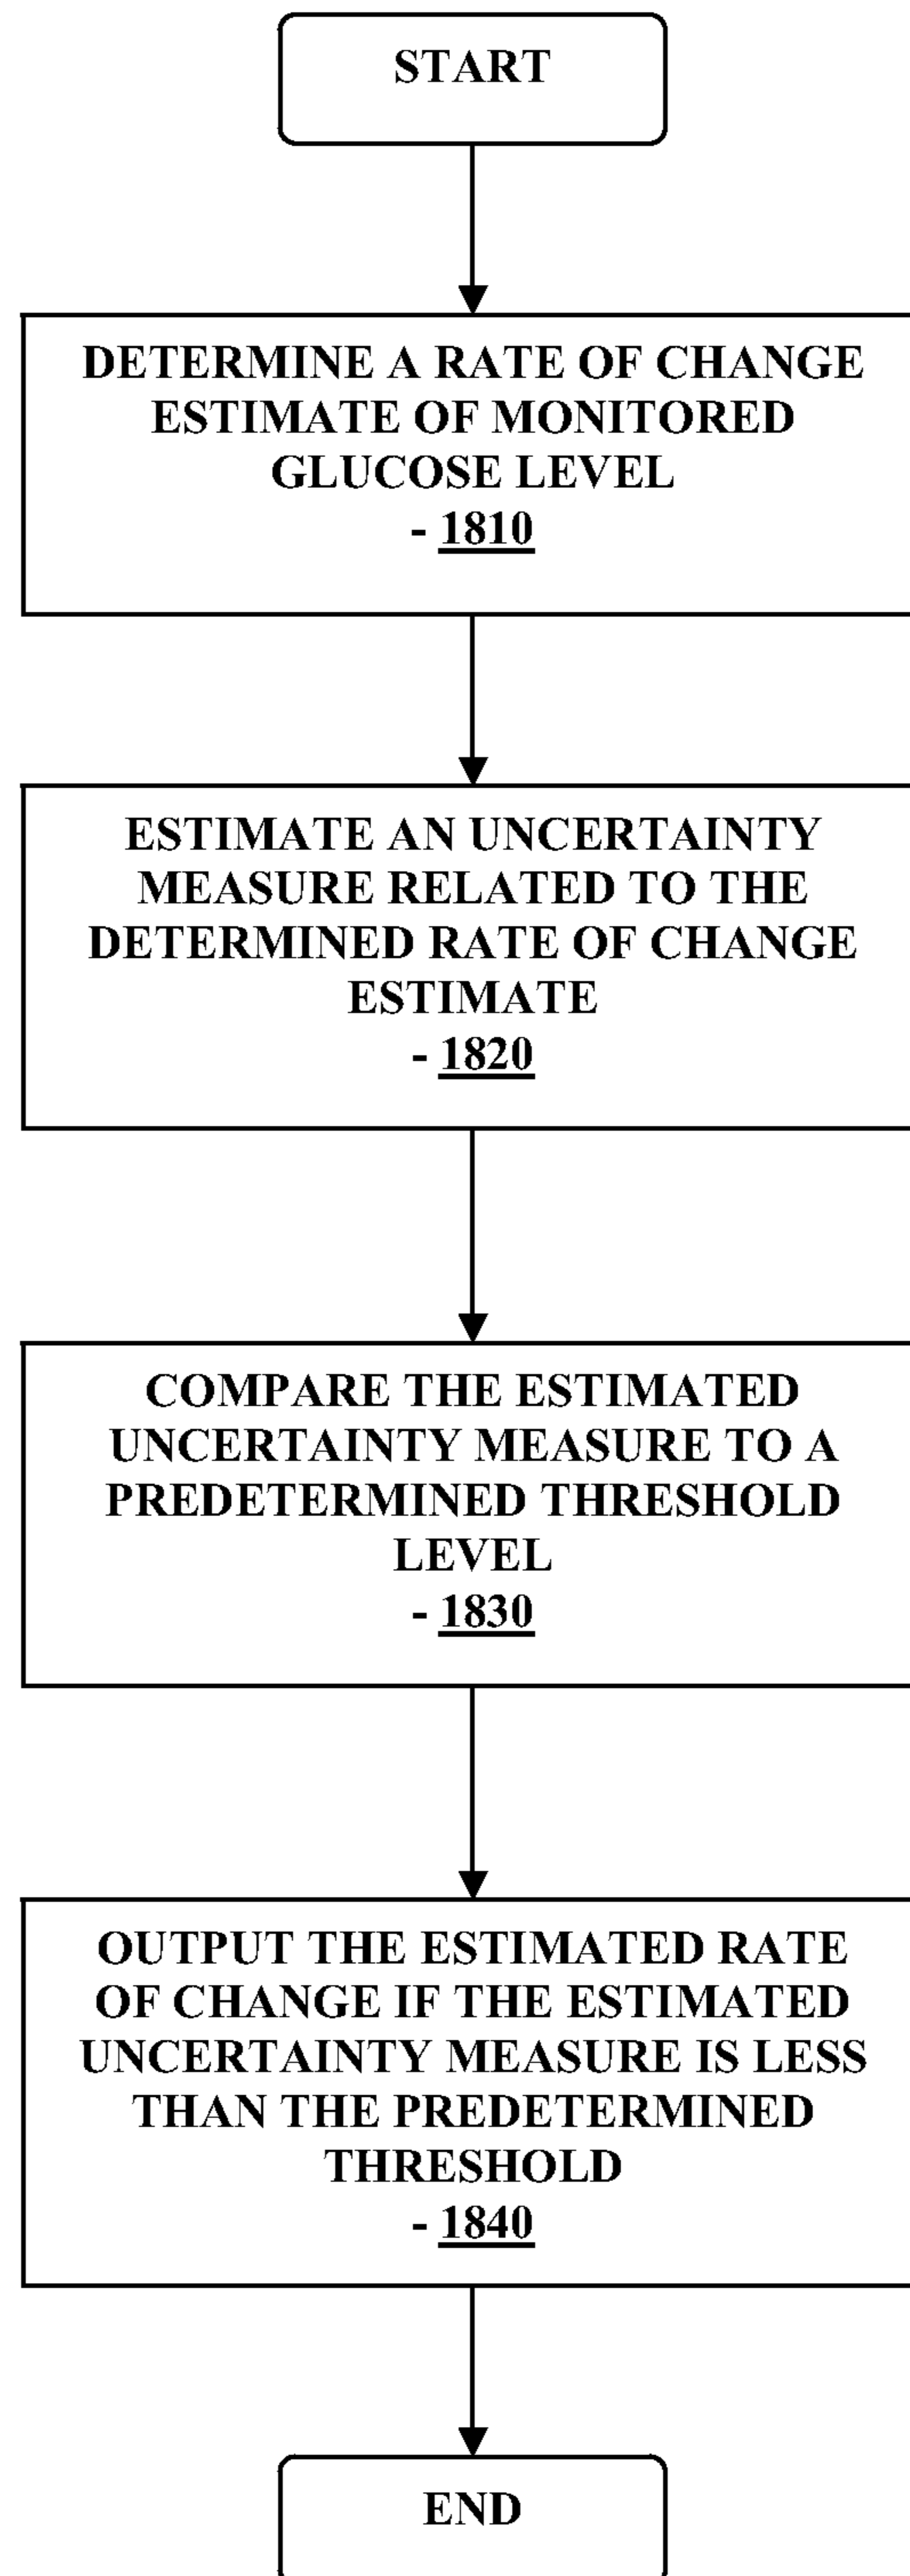 START
DETERMINE A RATE OF CHANGE
ESTIMATE OF MONITORED
GLUCOSE LEVEL
- 1810
ESTIMATE AN UNCERTAINTY
MEASURE RELATED TO THE
DETERMINED RATE OF CHANGE
ESTIMATE
- 1820
COMPARE THE ESTIMATED
UNCERTAINTY MEASURE TO A
PREDETERMINED THRESHOLD
LEVEL
- 1830
OUTPUT THE ESTIMATED RATE
OF CHANGE IF THE ESTIMATED
UNCERTAINTY MEASURE IS LESS
THAN THE PREDETERMINED
THRESHOLD
- 1840
END